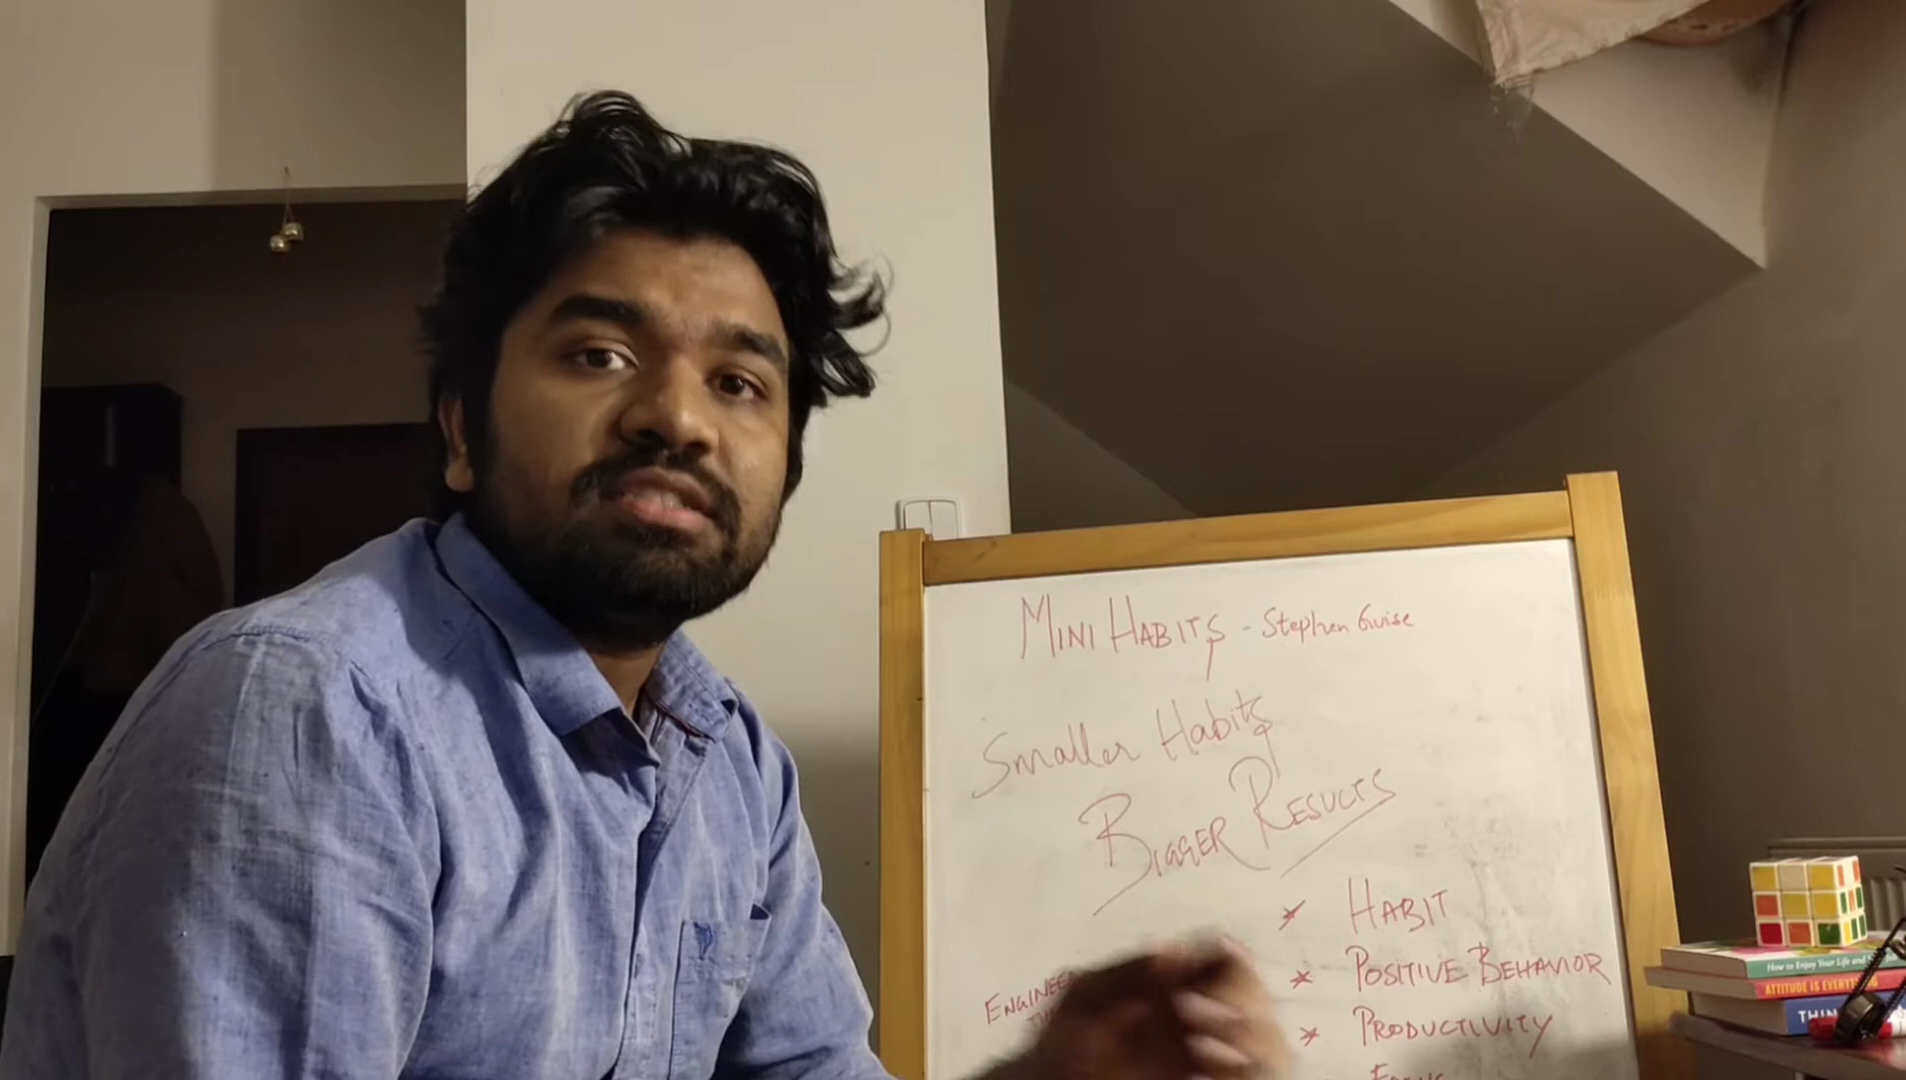 MINI HABITS - Stephen Guise
Smaller Habits
BIGGER RESULTS
* HABIT
* POSITIVE BEHAVIOR
* PRODUCTIVITY
How to Enjoy Your Life and
ATTITUDE IS EVERYTHING